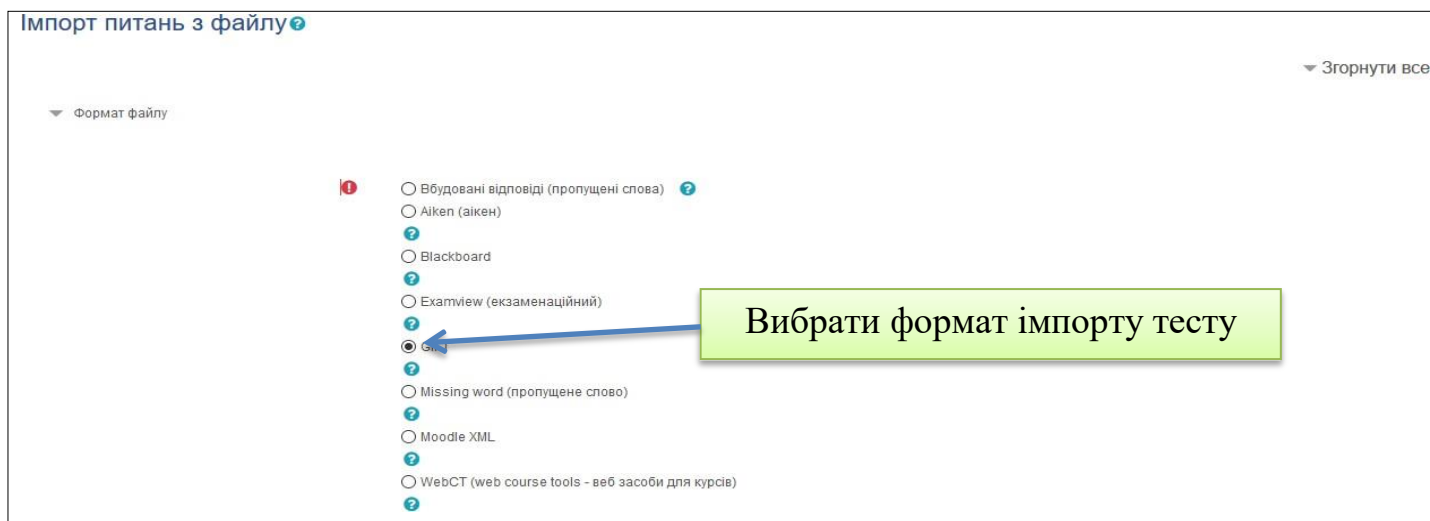 Імпорт питань з файлу
Згорнути все
Формат файлу
Вбудовані відповіді (пропущені слова)
Aiken (аікен)
Blackboard
Examview (екзаменаційний)
Вибрати формат імпорту тесту
Missing word (пропущене слово)
Moodle XML
WebCT (web course tools - веб засоби для курсів)